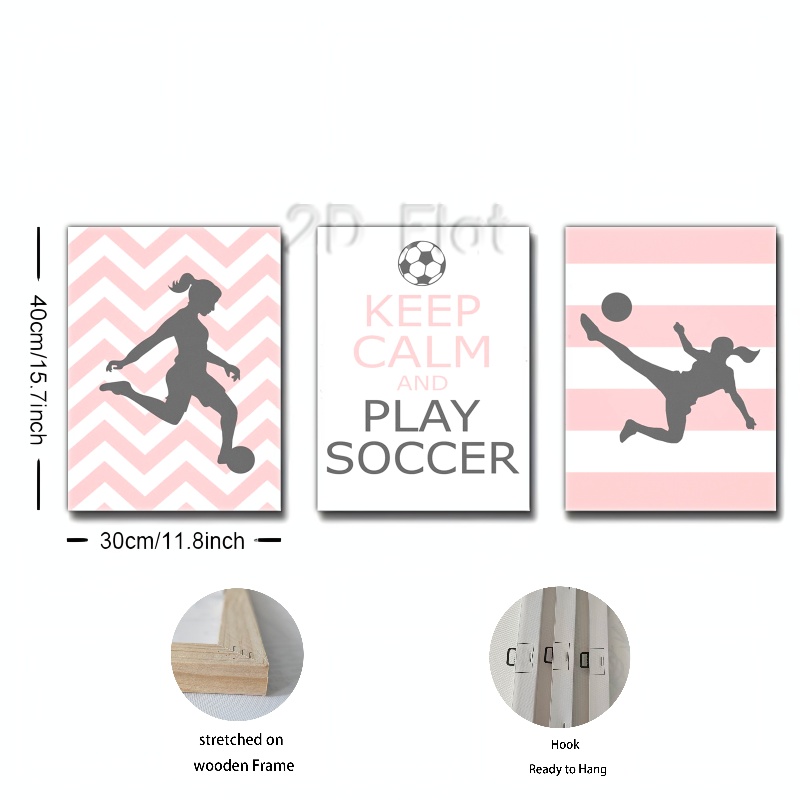 2D Flat
KEEP
CALM
AND
PLAY
SOCCER
40cm/15.7inch
30cm/11.8inch
stretched on
wooden Frame
Hook
Ready to Hang